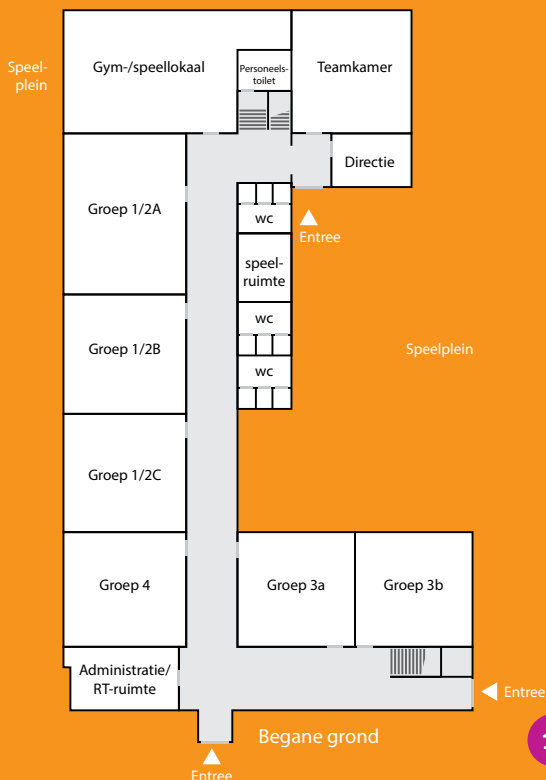 Speel-
plein
Gym-/speellokaal
Personeels-
toilet
Teamkamer
Directie
Groep 1/2A
wc
Entree
speel-
ruimte
wc
Groep 1/2B
Speelplein
wc
Groep 1/2C
Groep 4
Groep 3a
Groep 3b
Administratie/
RT-ruimte
Entree
Begane grond
Entree